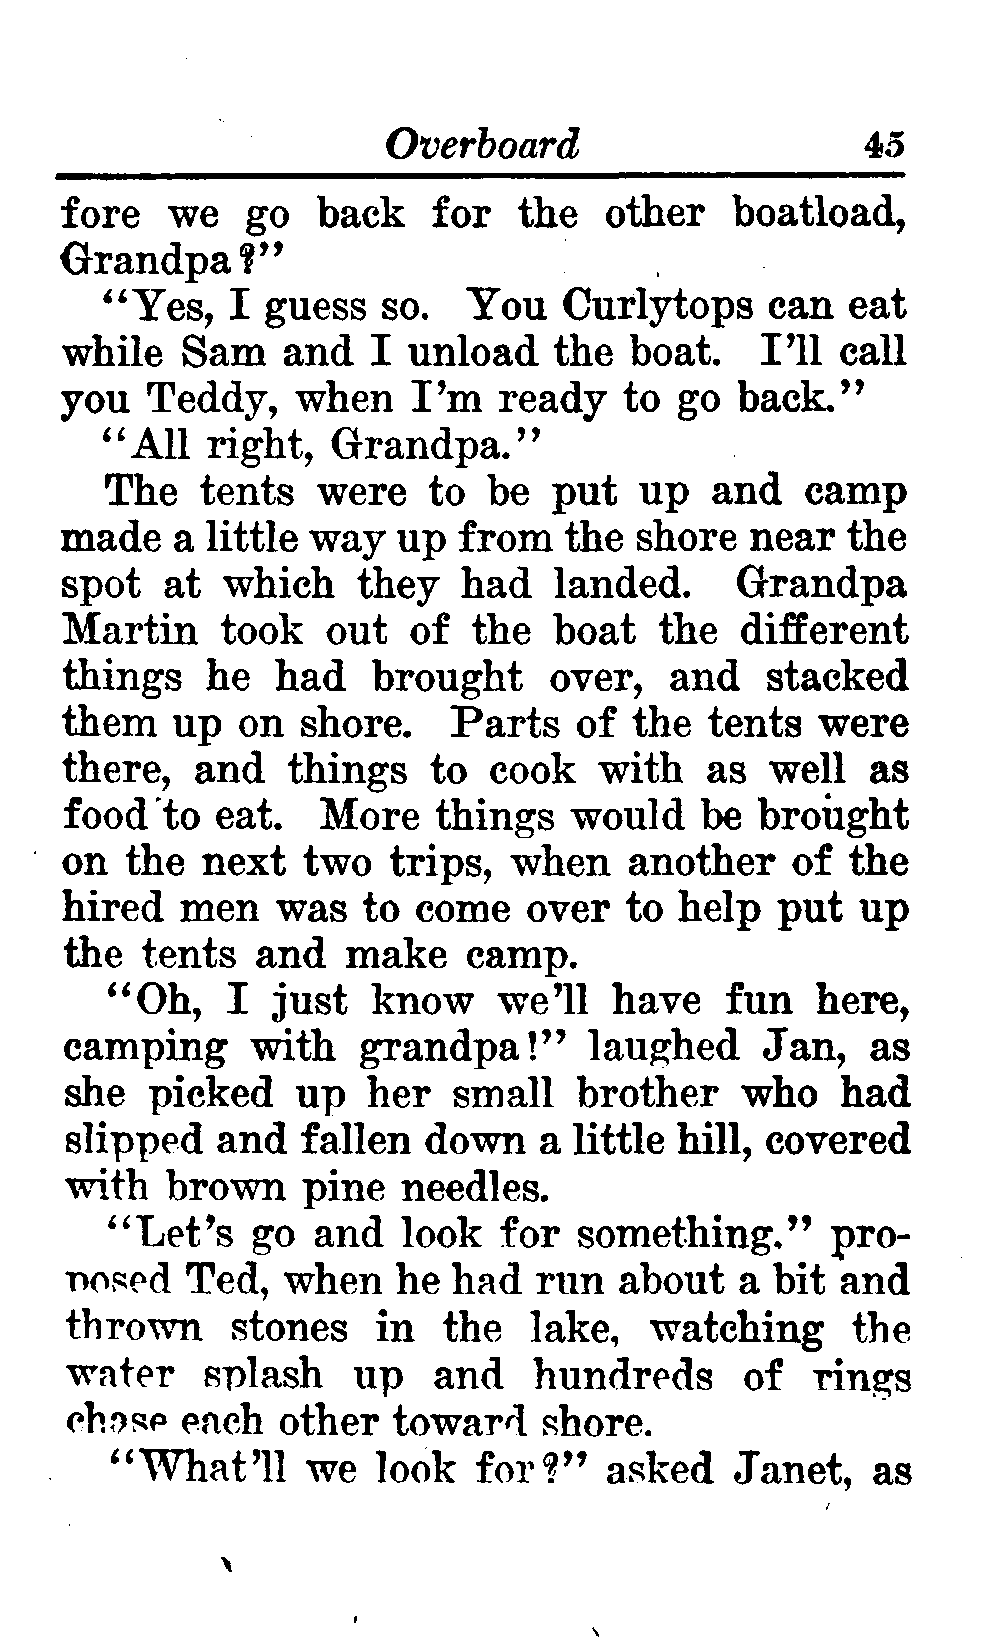 Overboard 45
fore we go back for the other boatload,
Grandpa?"
"Yes, I guess so. You Curlytops can eat
while Sam and I unload the boat. I'll call
you Teddy, when I'm ready to go back."
"All right, Grandpa."
The tents were to be put up and camp
made a little way up from the shore near the
spot at which they had landed. Grandpa
Martin took out of the boat the different
things he had brought over, and stacked
them up on shore. Parts of the tents were
there, and things to cook with as well as
food to eat. More things would be brought
on the next two trips, when another of the
hired men was to come over to help put up
the tents and make camp.
"Oh, I just know we'll have fun here,
camping with grandpa!" laughed Jan, as
she picked up her small brother who had
slipped and fallen down a little hill, covered
with brown pine needles.
"Let's go and look for something." pro-
posed Ted, when he had run about a bit and
thrown stones in the lake, watching the
water splash up and hundreds of rings
chase each other toward shore.
"What'll we look for?" asked Janet, as